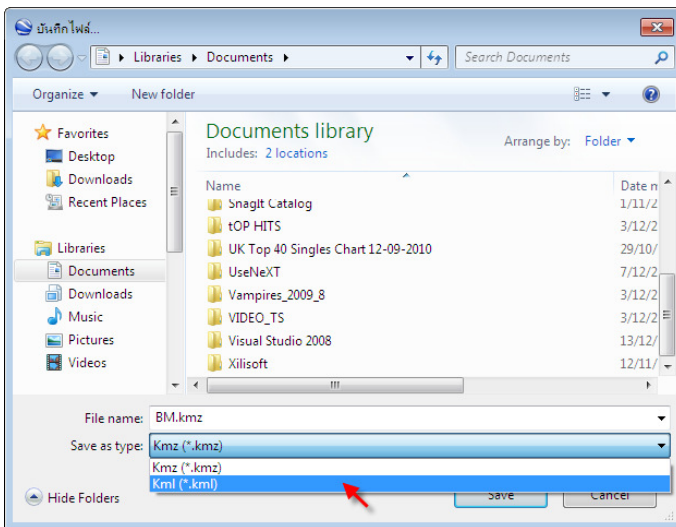 บันทึกไฟล์...
Libraries Documents Search Documents
Organize New folder
Favorites
Desktop
Downloads
Recent Places
Libraries
Documents
Downloads
Music
Pictures
Videos
Documents library
Includes: 2 locations
Arrange by: Folder
Name Date n
SnagIt Catalog 1/11/2
tOP HITS 3/12/2
UK Top 40 Singles Chart 12-09-2010 29/10/
UseNeXT 7/12/2
Vampires_2009_8 3/12/2
VIDEO_TS 3/12/2
Visual Studio 2008 13/12/
Xilisoft 12/11/
File name: BM.kmz
Save as type: Kmz (*.kmz)
Kmz (*.kmz)
Kml (*.kml)
Hide Folders Save Cancel